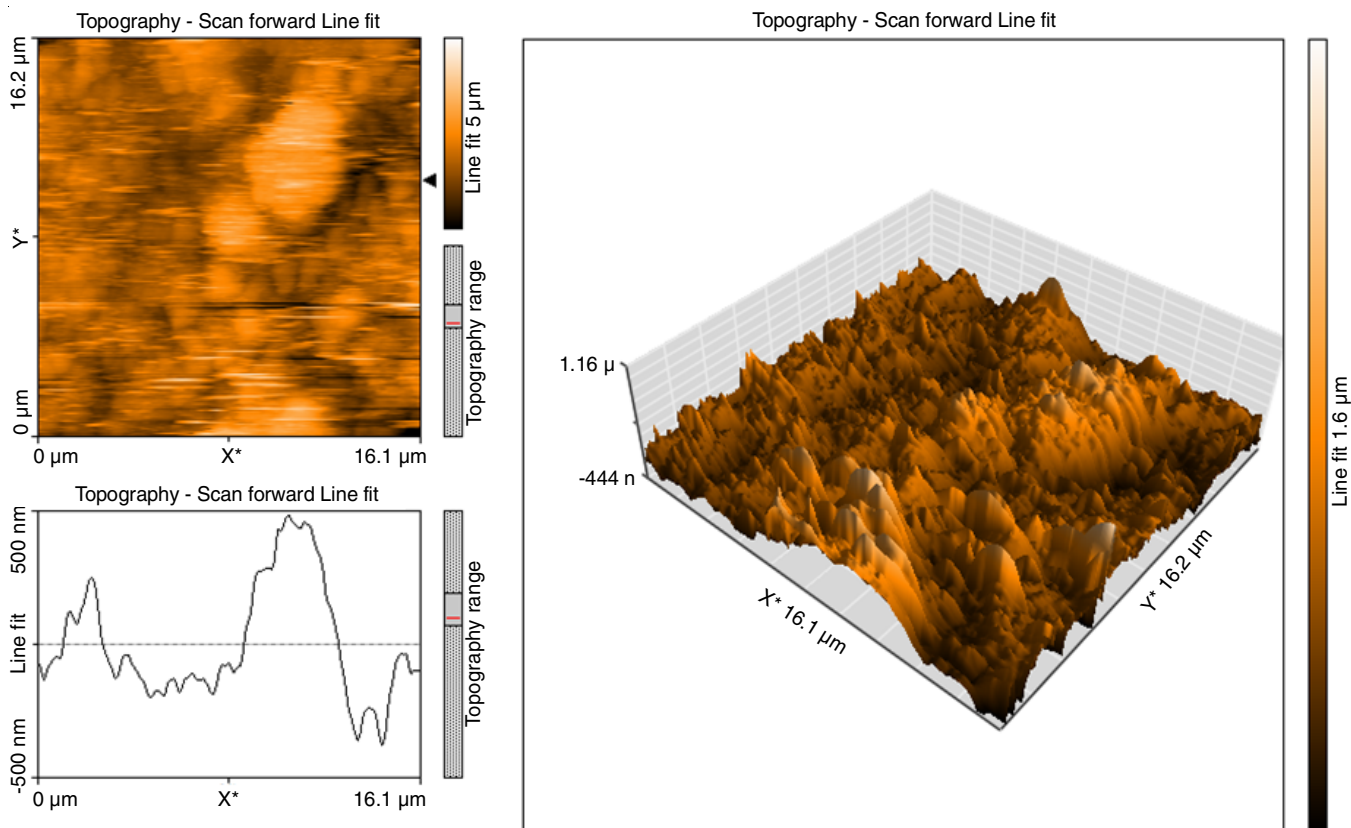 Topography - Scan forward Line fit
16.2 µm
Y*
0 µm
0 µm
X*
16.1 µm
Line fit 5 µm
Topography range
Topography - Scan forward Line fit
500 nm
Line fit
-500 nm
0 µm
X*
16.1 µm
Topography range
Topography - Scan forward Line fit
1.16 µ
-444 n
X* 16.1 µm
Y* 16.2 µm
Line fit 1.6 µm